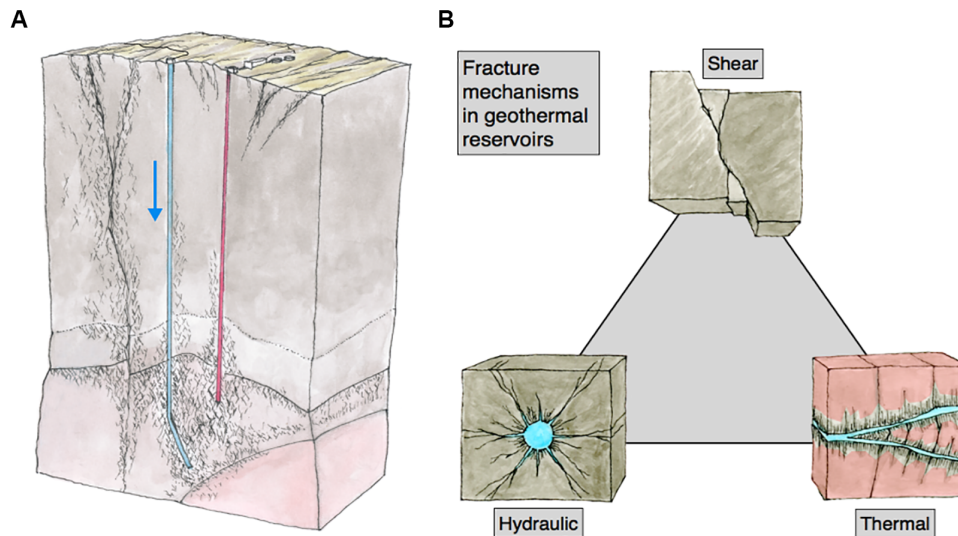 A
B
Fracture
mechanisms
in geothermal
reservoirs
Shear
Hydraulic
Thermal